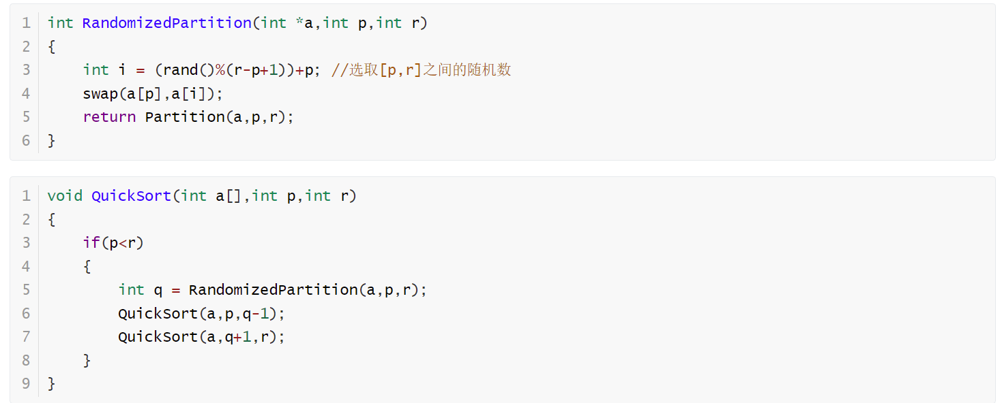 1 int RandomizedPartition(int *a,int p,int r)
2 {
3     int i = (rand()%(r-p+1))+p; //选取[p,r]之间的随机数
4     swap(a[p],a[i]);
5     return Partition(a,p,r);
6 }
1 void QuickSort(int a[],int p,int r)
2 {
3     if(p<r)
4     {
5         int q = RandomizedPartition(a,p,r);
6         QuickSort(a,p,q-1);
7         QuickSort(a,q+1,r);
8     }
9 }